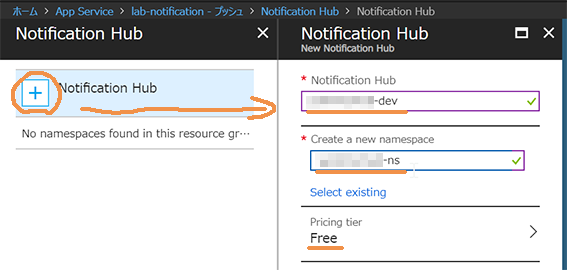 ホーム > App Service > lab-notification - プッシュ > Notification Hub > Notification Hub
Notification Hub
Notification Hub
No namespaces found in this resource gr···
Notification Hub
New Notification Hub
* Notification Hub
-dev
* Create a new namespace
-ns
Select existing
Pricing tier
Free